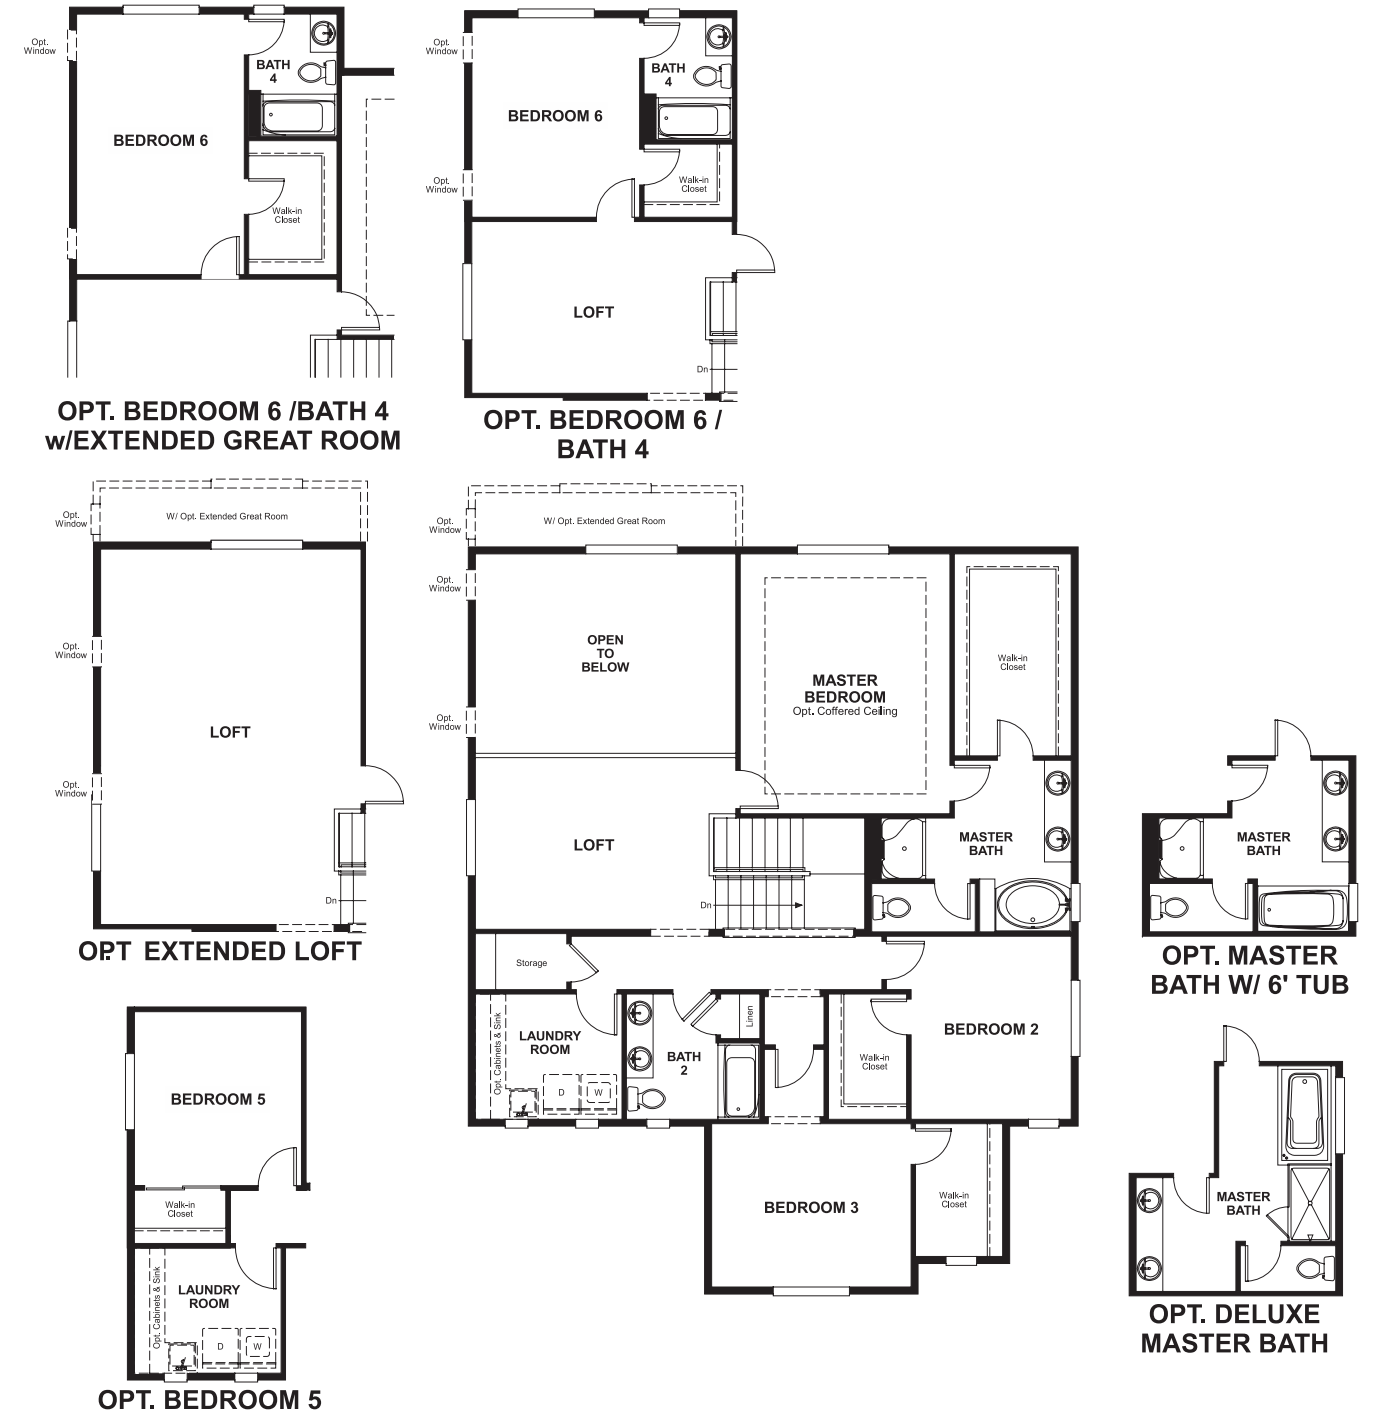 Opt.
Window
BATH
4
BEDROOM 6
Walk-in
Closet
OPT. BEDROOM 6 /BATH 4
w/EXTENDED GREAT ROOM
Opt.
Window
BATH
4
BEDROOM 6
Opt.
Window
Walk-in
Closet
LOFT
Dn
OPT. BEDROOM 6 /
BATH 4
Opt.
Window
W/ Opt. Extended Great Room
Opt.
Window
LOFT
Opt.
Window
Dn
OPT. EXTENDED LOFT
Opt.
Window
W/ Opt. Extended Great Room
Opt.
Window
OPEN
TO
BELOW
Opt.
Window
MASTER
BEDROOM
Opt. Coffered Ceiling
Walk-in
Closet
LOFT
MASTER
BATH
Dn
Storage
Opt. Cabinets & Sink
LAUNDRY
ROOM
D
W
BATH
2
Linen
Walk-in
Closet
BEDROOM 2
BEDROOM 3
Walk-in
Closet
MASTER
BATH
OPT. MASTER
BATH W/ 6' TUB
BEDROOM 5
Walk-in
Closet
Opt. Cabinets & Sink
LAUNDRY
ROOM
D
W
OPT. BEDROOM 5
MASTER
BATH
OPT. DELUXE
MASTER BATH